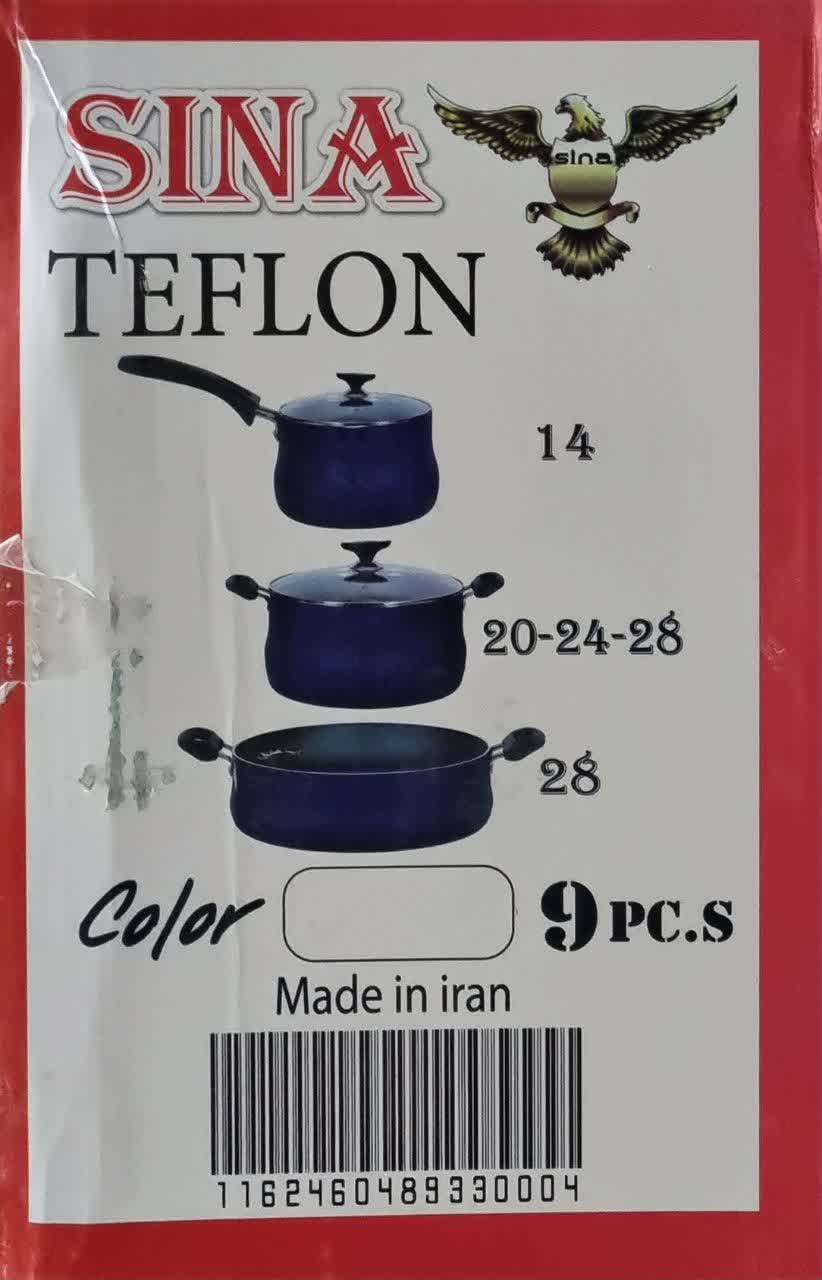 SINA
sina
TEFLON
14
20-24-28
28
Color 9 PC.S
Made in iran
1162460489330004